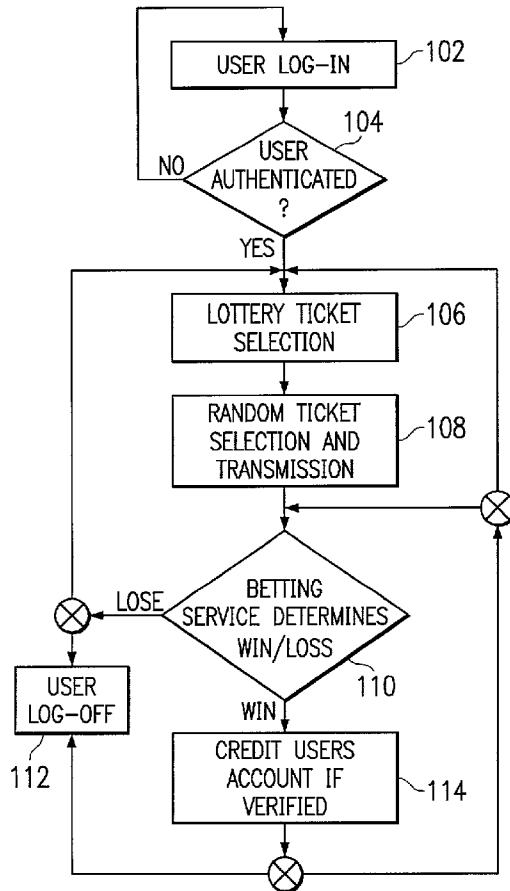 USER LOG-IN
102
104
USER
AUTHENTICATED
?
NO
YES
LOTTERY TICKET
SELECTION
106
RANDOM TICKET
SELECTION AND
TRANSMISSION
108
BETTING
SERVICE DETERMINES
WIN/LOSS
110
LOSE
USER
LOG-OFF
112
WIN
CREDIT USERS
ACCOUNT IF
VERIFIED
114